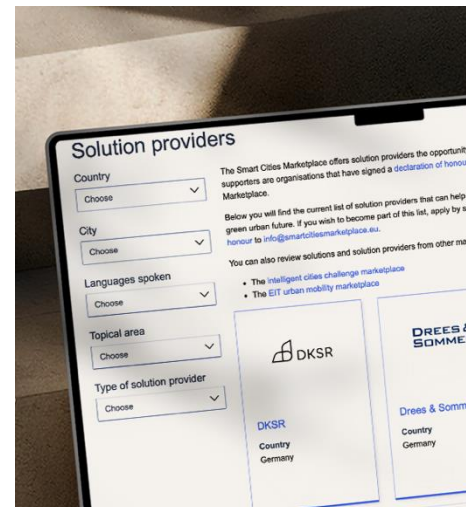 Solution providers
Country
Choose
City
Choose
Languages spoken
Choose
Topical area
Choose
Type of solution provider
Choose
The Smart Cities Marketplace offers solution providers the opportunity
supporters are organisations that have signed a declaration of honou
Marketplace.
Below you will find the current list of solution providers that can help
green urban future. If you wish to become part of this list, apply by s
honour to info@smartcitiesmarketplace.eu.
You can also review solutions and solution providers from other ma
• The intelligent cities challenge marketplace
• The EIT urban mobility marketplace
DKSR
DKSR
Country
Germany
DREES &
SOMME
Drees & Somm
Country
Germany